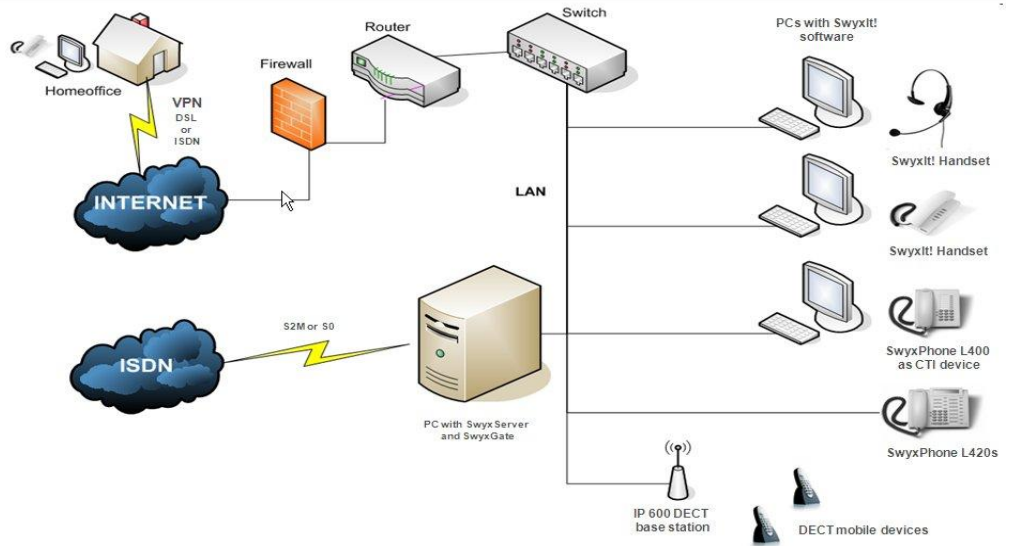 Switch
Router
PCs with SwyxIt!
software
Firewall
Homeoffice
VPN
DSL
or
ISDN
SwyxIt! Handset
INTERNET
LAN
SwyxIt! Handset
S2M or S0
ISDN
SwyxPhone L400
as CTI device
PC with SwyxServer
and SwyxGate
SwyxPhone L420s
IP 600 DECT
base station
DECT mobile devices